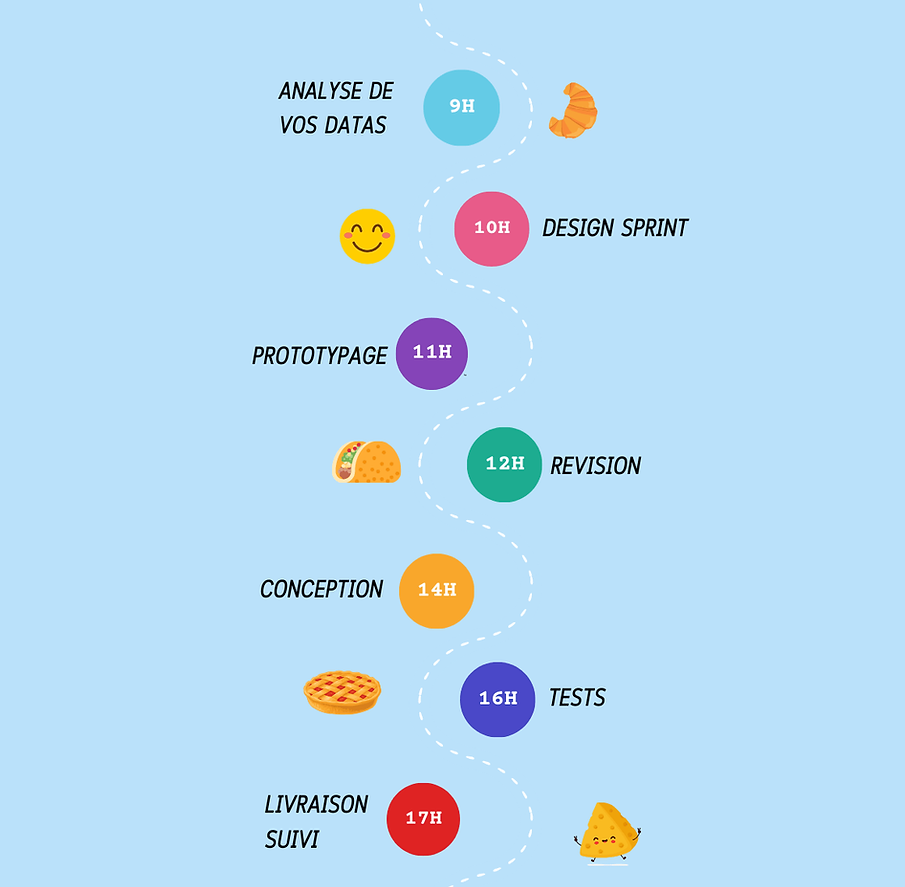 ANALYSE DE
VOS DATAS
9H
10H
DESIGN SPRINT
PROTOTYPAGE
11H
12H
REVISION
CONCEPTION
14H
16H
TESTS
LIVRAISON
SUIVI
17H